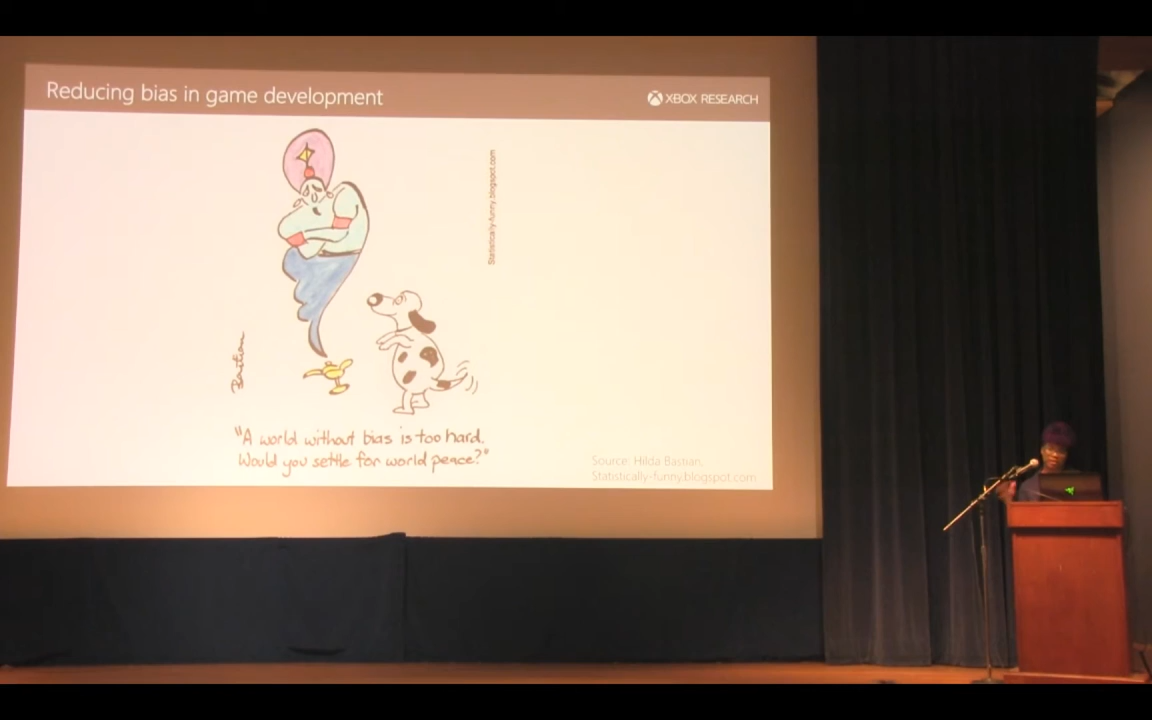 Reducing bias in game development
XBOX RESEARCH
Statistically-funny.blogspot.com
Bastian
"A world without bias is too hard.
Would you settle for world peace?"
Source: Hilda Bastian,
Statistically-funny.blogspot.com